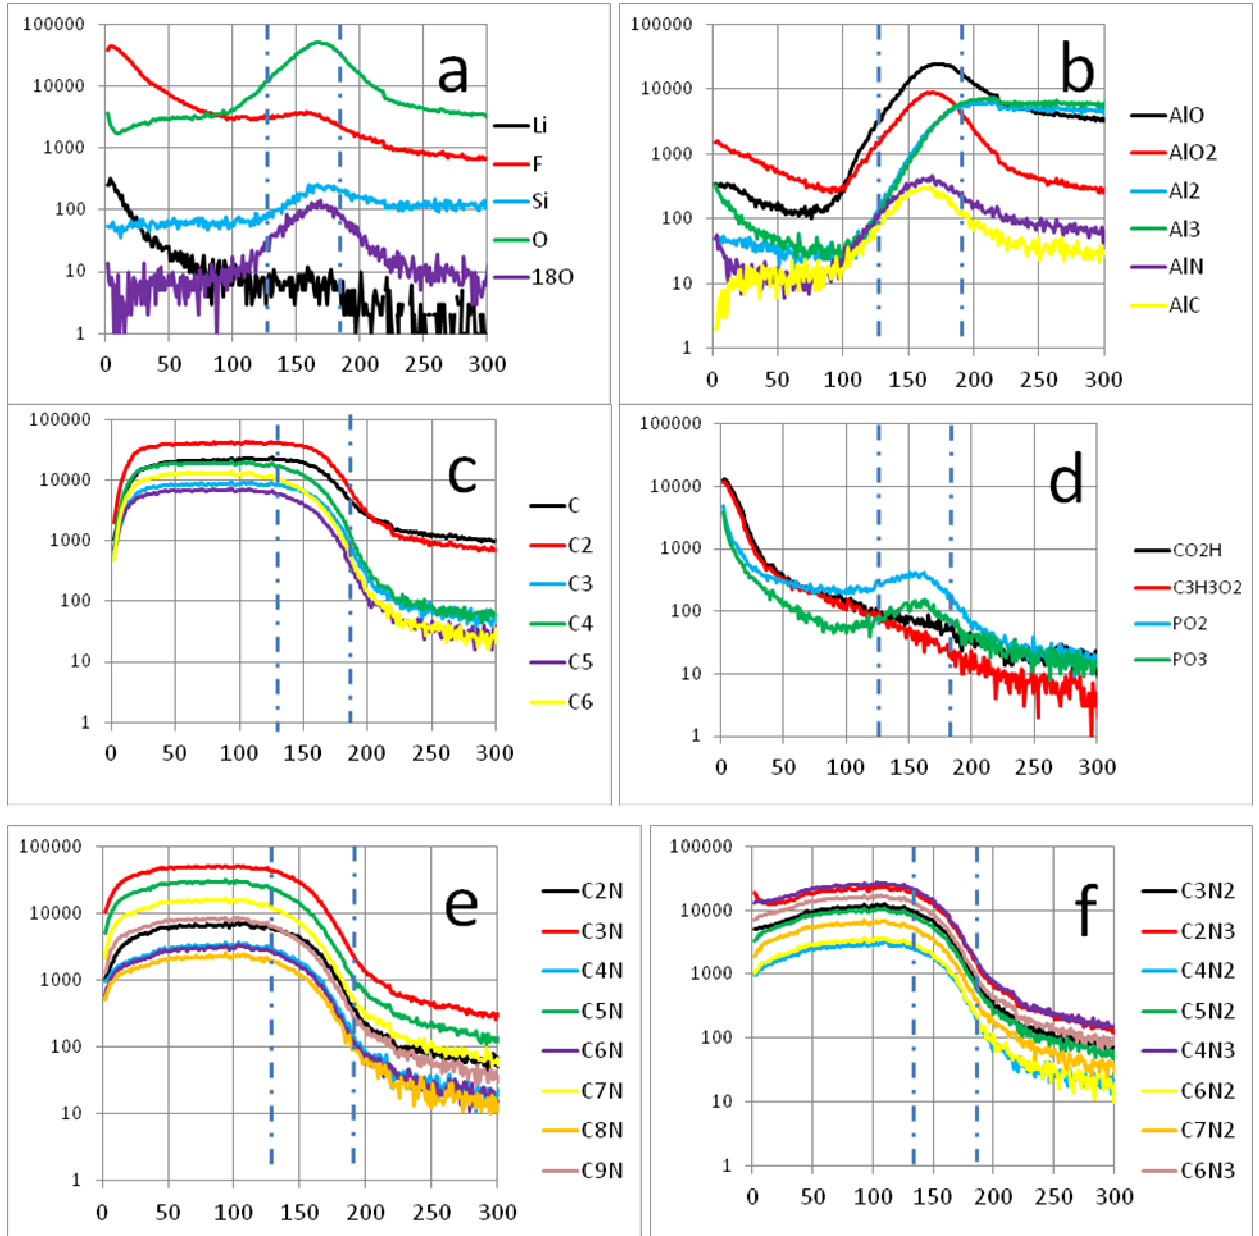 100000
10000
1000
100
10
1
0 50 100 150 200 250 300
a
Li
F
Si
O
18O
100000
10000
1000
100
10
1
0 50 100 150 200 250 300
b
AlO
AlO2
Al2
Al3
AlN
AlC
100000
10000
1000
100
10
1
0 50 100 150 200 250 300
c
C
C2
C3
C4
C5
C6
100000
10000
1000
100
10
1
0 50 100 150 200 250 300
d
CO2H
C3H3O2
PO2
PO3
100000
10000
1000
100
10
1
0 50 100 150 200 250 300
e
C2N
C3N
C4N
C5N
C6N
C7N
C8N
C9N
100000
10000
1000
100
10
1
0 50 100 150 200 250 300
f
C3N2
C2N3
C4N2
C5N2
C4N3
C6N2
C7N2
C6N3